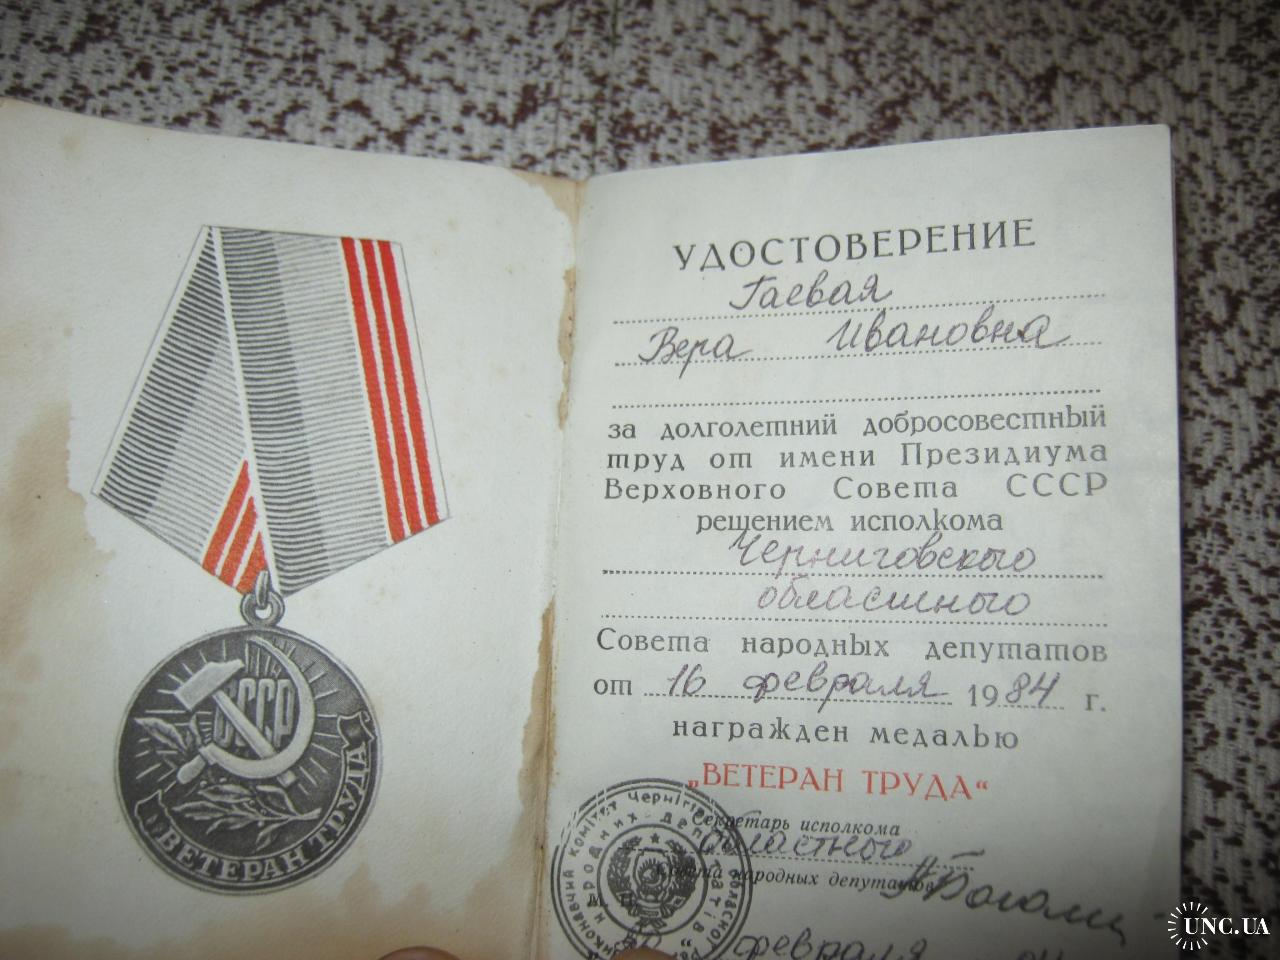 СССР
ВЕТЕРАН ТРУДА
УДОСТОВЕРЕНИЕ
Гаевая
Вера Ивановна
за долголетний добросовестный
труд от имени Президиума
Верховного Совета СССР
решением исполкома
Черниговского
областного
Совета народных депутатов
от 16 февраля 1984 г.
награжден медалью
„ВЕТЕРАН ТРУДА“
Секретарь исполкома
областного
Совета народных депутатов
М. П.
февраля
UNC.UA